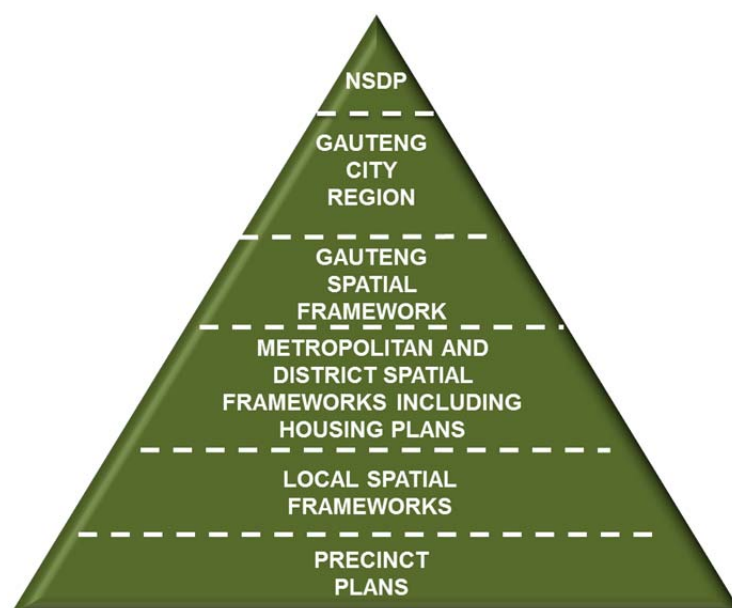 NSDP
GAUTENG
CITY
REGION
GAUTENG
SPATIAL
FRAMEWORK
METROPOLITAN AND
DISTRICT SPATIAL
FRAMEWORKS INCLUDING
HOUSING PLANS
LOCAL SPATIAL
FRAMEWORKS
PRECINCT
PLANS